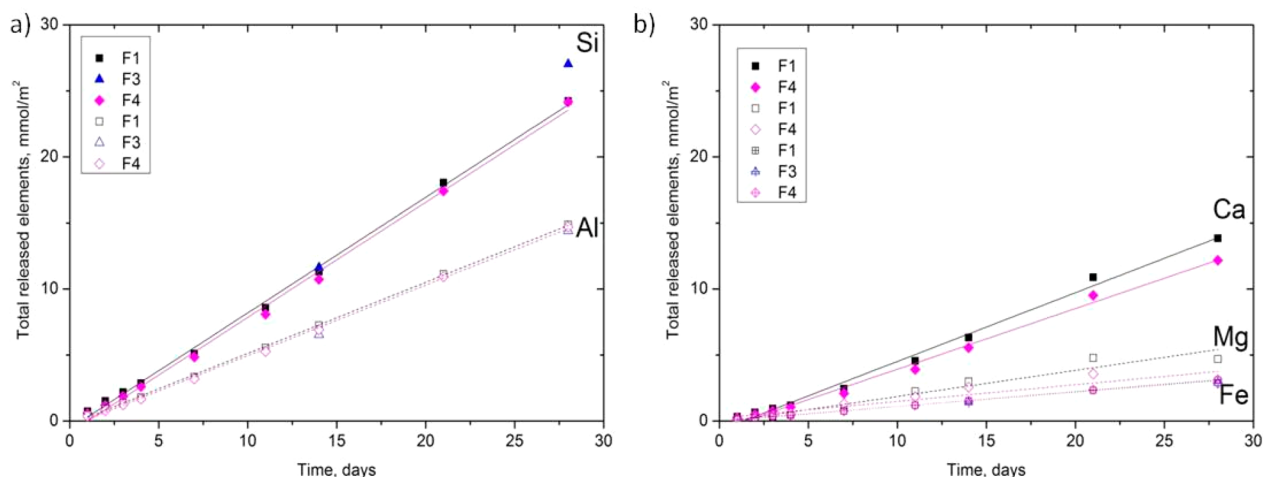 a)
Total released elements, mmol/m²
30
20
10
0
F1
F3
F4
F1
F3
F4
Si
Al
0 5 10 15 20 25 30
Time, days
b)
Total released elements, mmol/m²
30
20
10
0
F1
F4
F1
F4
F1
F3
F4
Ca
Mg
Fe
0 5 10 15 20 25 30
Time, days